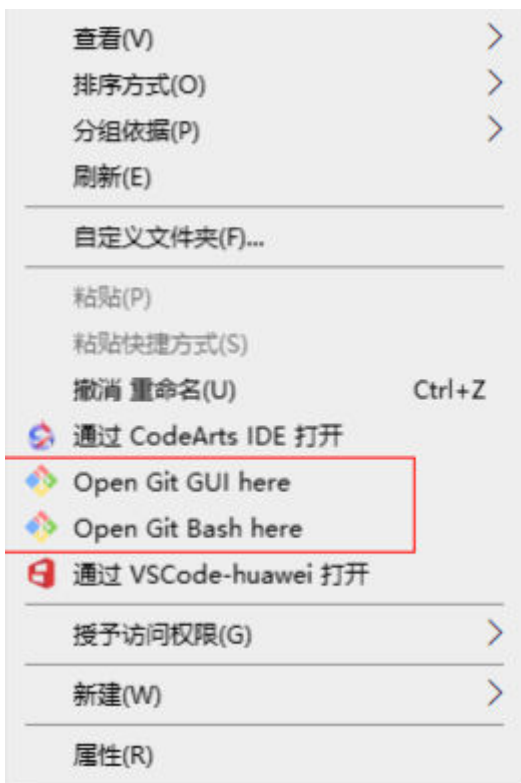 查看(V)
排序方式(O)
分组依据(P)
刷新(E)
自定义文件夹(F)...
粘贴(P)
粘贴快捷方式(S)
撤消 重命名(U) Ctrl+Z
通过 CodeArts IDE 打开
Open Git GUI here
Open Git Bash here
通过 VSCode-huawei 打开
授予访问权限(G)
新建(W)
属性(R)